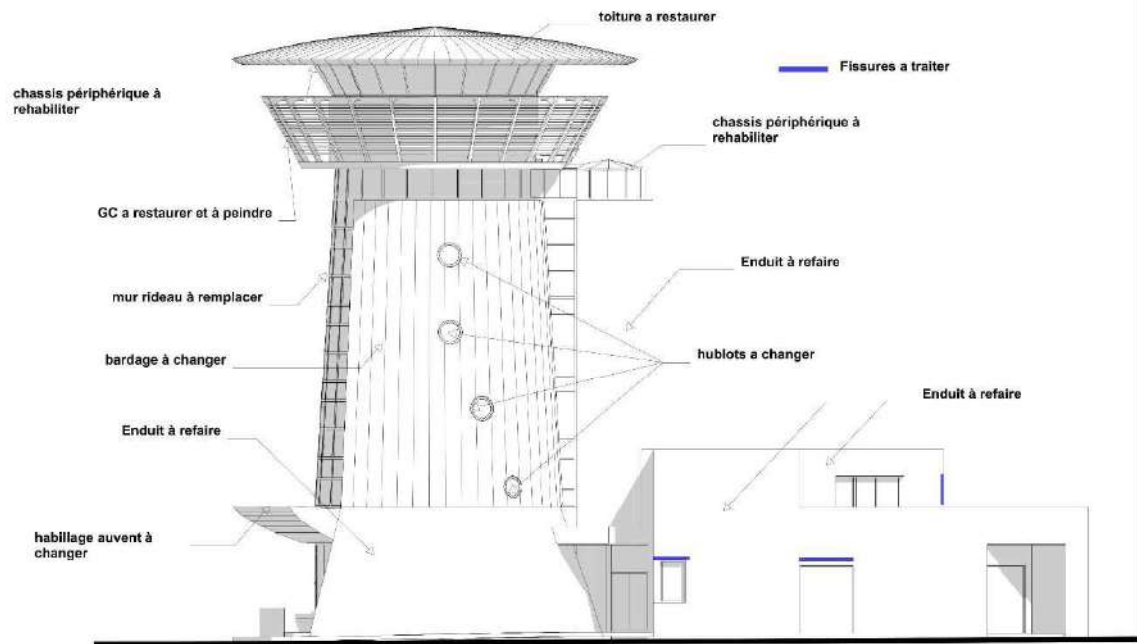 toiture a restaurer
Fissures a traiter
chassis périphérique à
rehabiliter
chassis périphérique à
rehabiliter
GC a restaurer et à peindre
Enduit à refaire
mur rideau à remplacer
bardage à changer
hublots a changer
Enduit à refaire
Enduit à refaire
habillage auvent à
changer